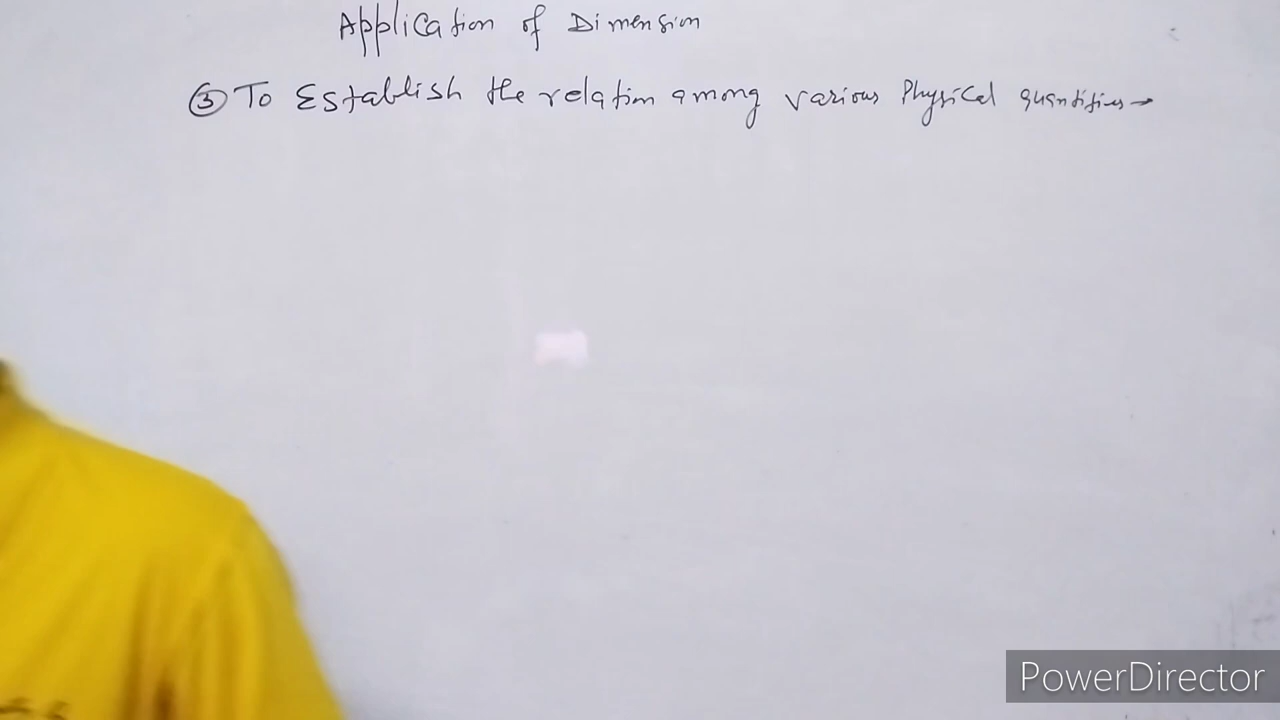 Application of Dimension
③ To Establish the relation among various Physical quantities →
PowerDirector